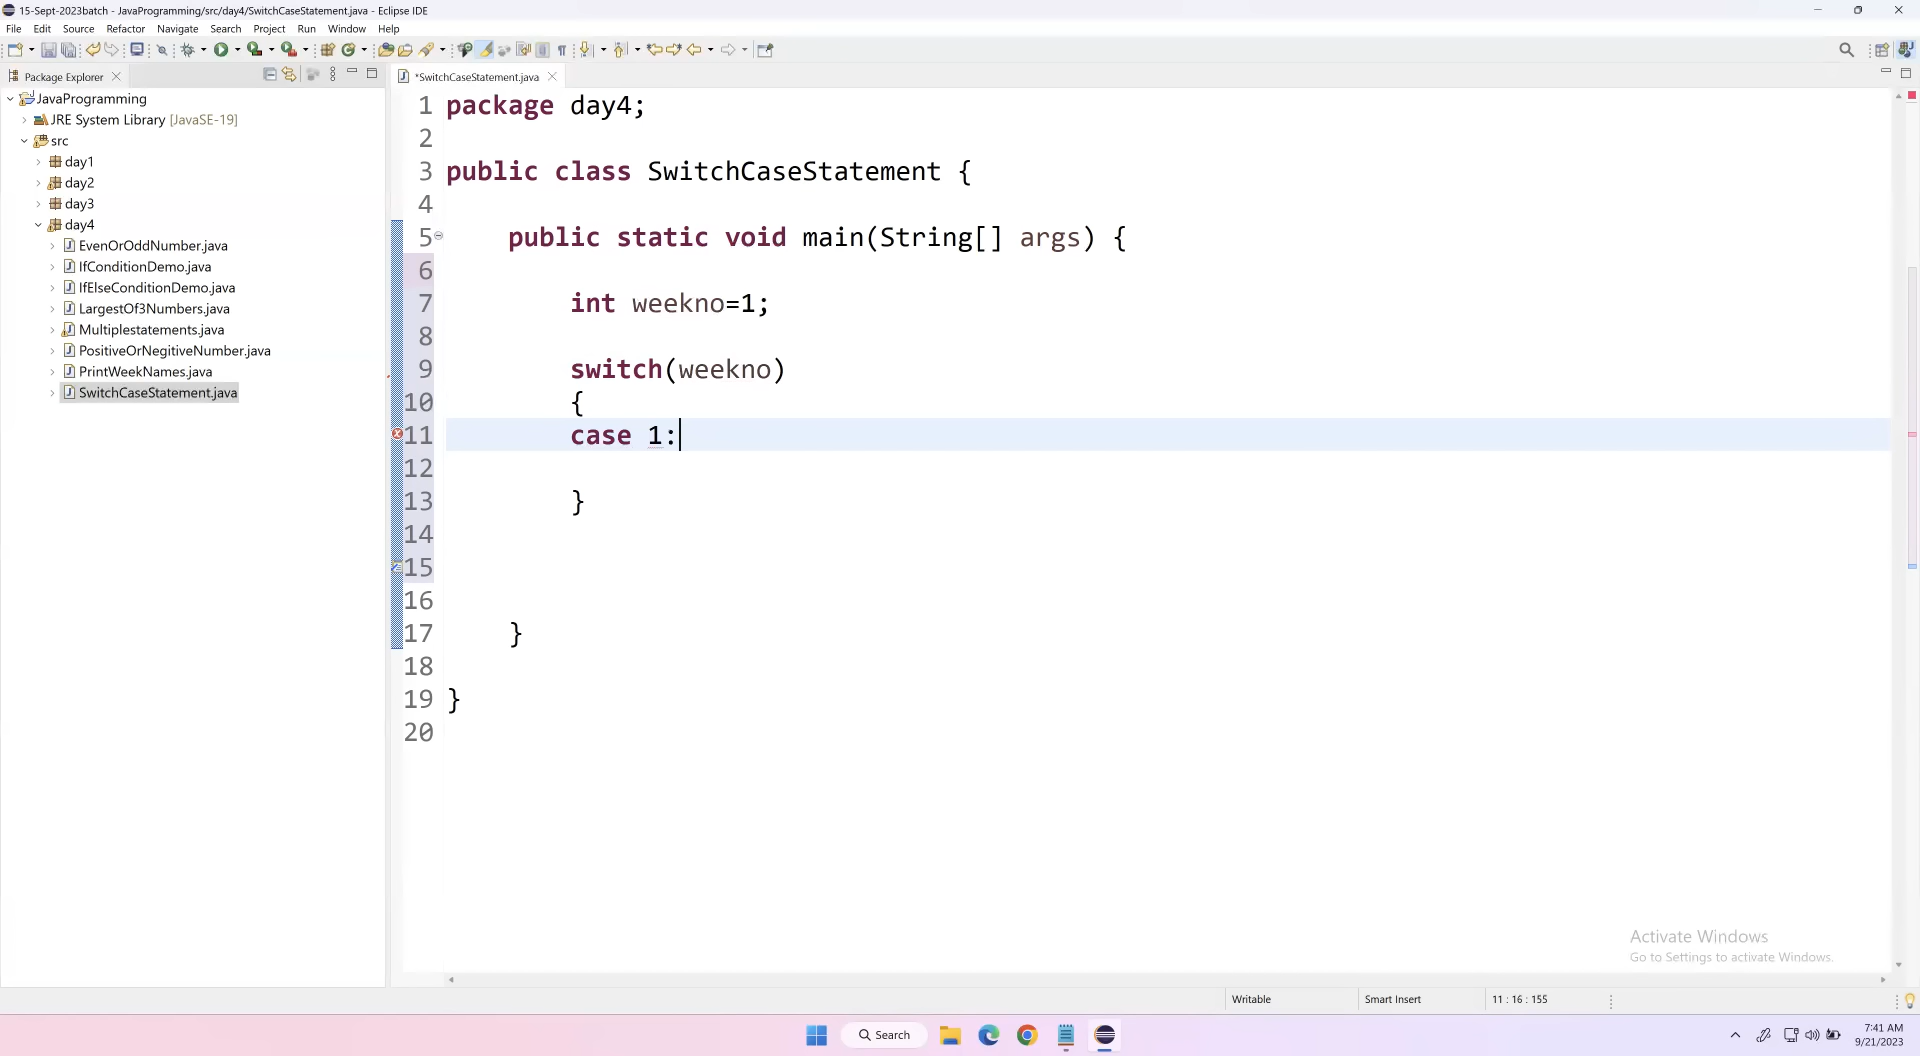 15-Sept-2023batch - JavaProgramming/src/day4/SwitchCaseStatement.java - Eclipse IDE
File Edit Source Refactor Navigate Search Project Run Window Help
Package Explorer
JavaProgramming
JRE System Library [JavaSE-19]
src
day1
day2
day3
day4
EvenOrOddNumber.java
IfConditionDemo.java
IfElseConditionDemo.java
LargestOf3Numbers.java
Multiplestatements.java
PositiveOrNegitiveNumber.java
PrintWeekNames.java
SwitchCaseStatement.java
*SwitchCaseStatement.java
1 package day4;
2
3 public class SwitchCaseStatement {
4
5 public static void main(String[] args) {
6
7 int weekno=1;
8
9 switch(weekno)
10 {
11 case 1:
12
13 }
14
15
16
17 }
18
19 }
20
Activate Windows
Go to Settings to activate Windows.
Writable Smart Insert 11 : 16 : 155
Search
7:41 AM
9/21/2023